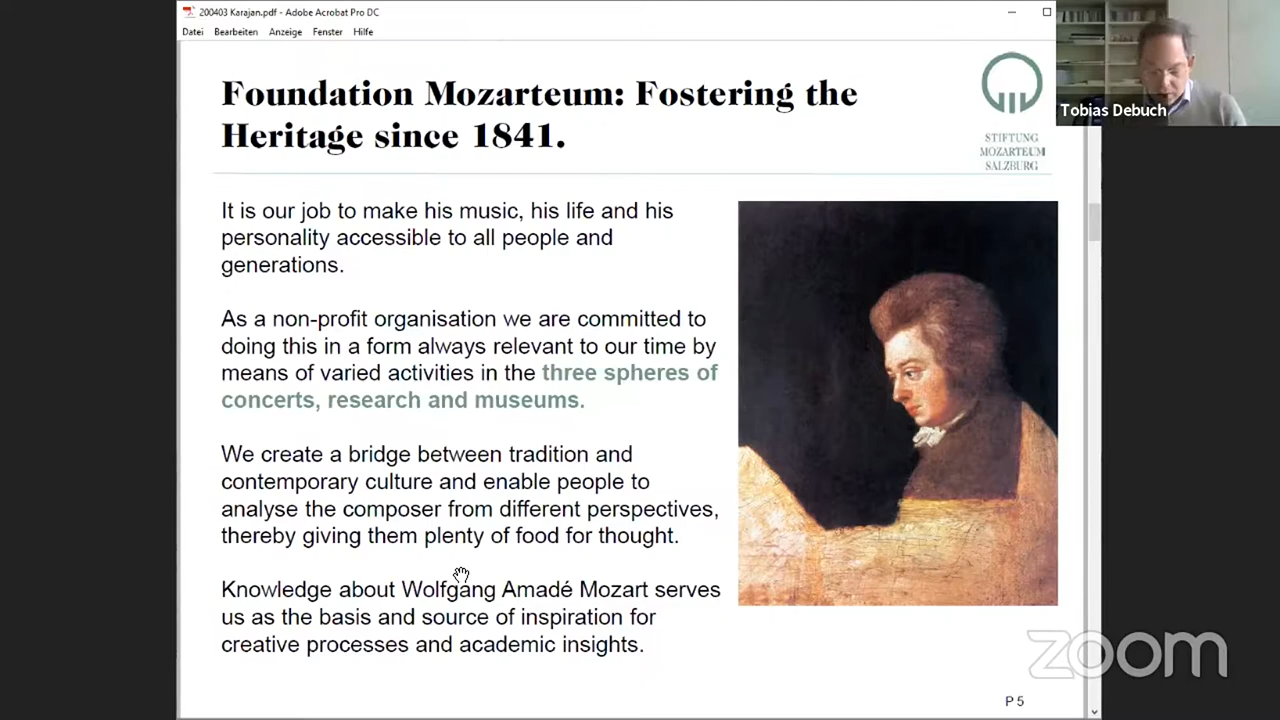 200403 Karajan.pdf - Adobe Acrobat Pro DC
Datei Bearbeiten Anzeige Fenster Hilfe
Foundation Mozarteum: Fostering the
Heritage since 1841.
STIFTUNG
MOZARTEUM
SALZBURG
Tobias Debuch
It is our job to make his music, his life and his
personality accessible to all people and
generations.
As a non-profit organisation we are committed to
doing this in a form always relevant to our time by
means of varied activities in the three spheres of
concerts, research and museums.
We create a bridge between tradition and
contemporary culture and enable people to
analyse the composer from different perspectives,
thereby giving them plenty of food for thought.
Knowledge about Wolfgang Amadé Mozart serves
us as the basis and source of inspiration for
creative processes and academic insights.
zoom
P 5